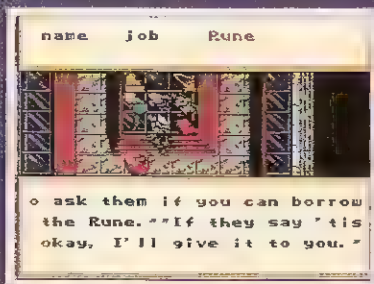 name job Rune
o ask them if you can borrow
the Rune. ""If they say 'tis
okay, I'll give it to you."